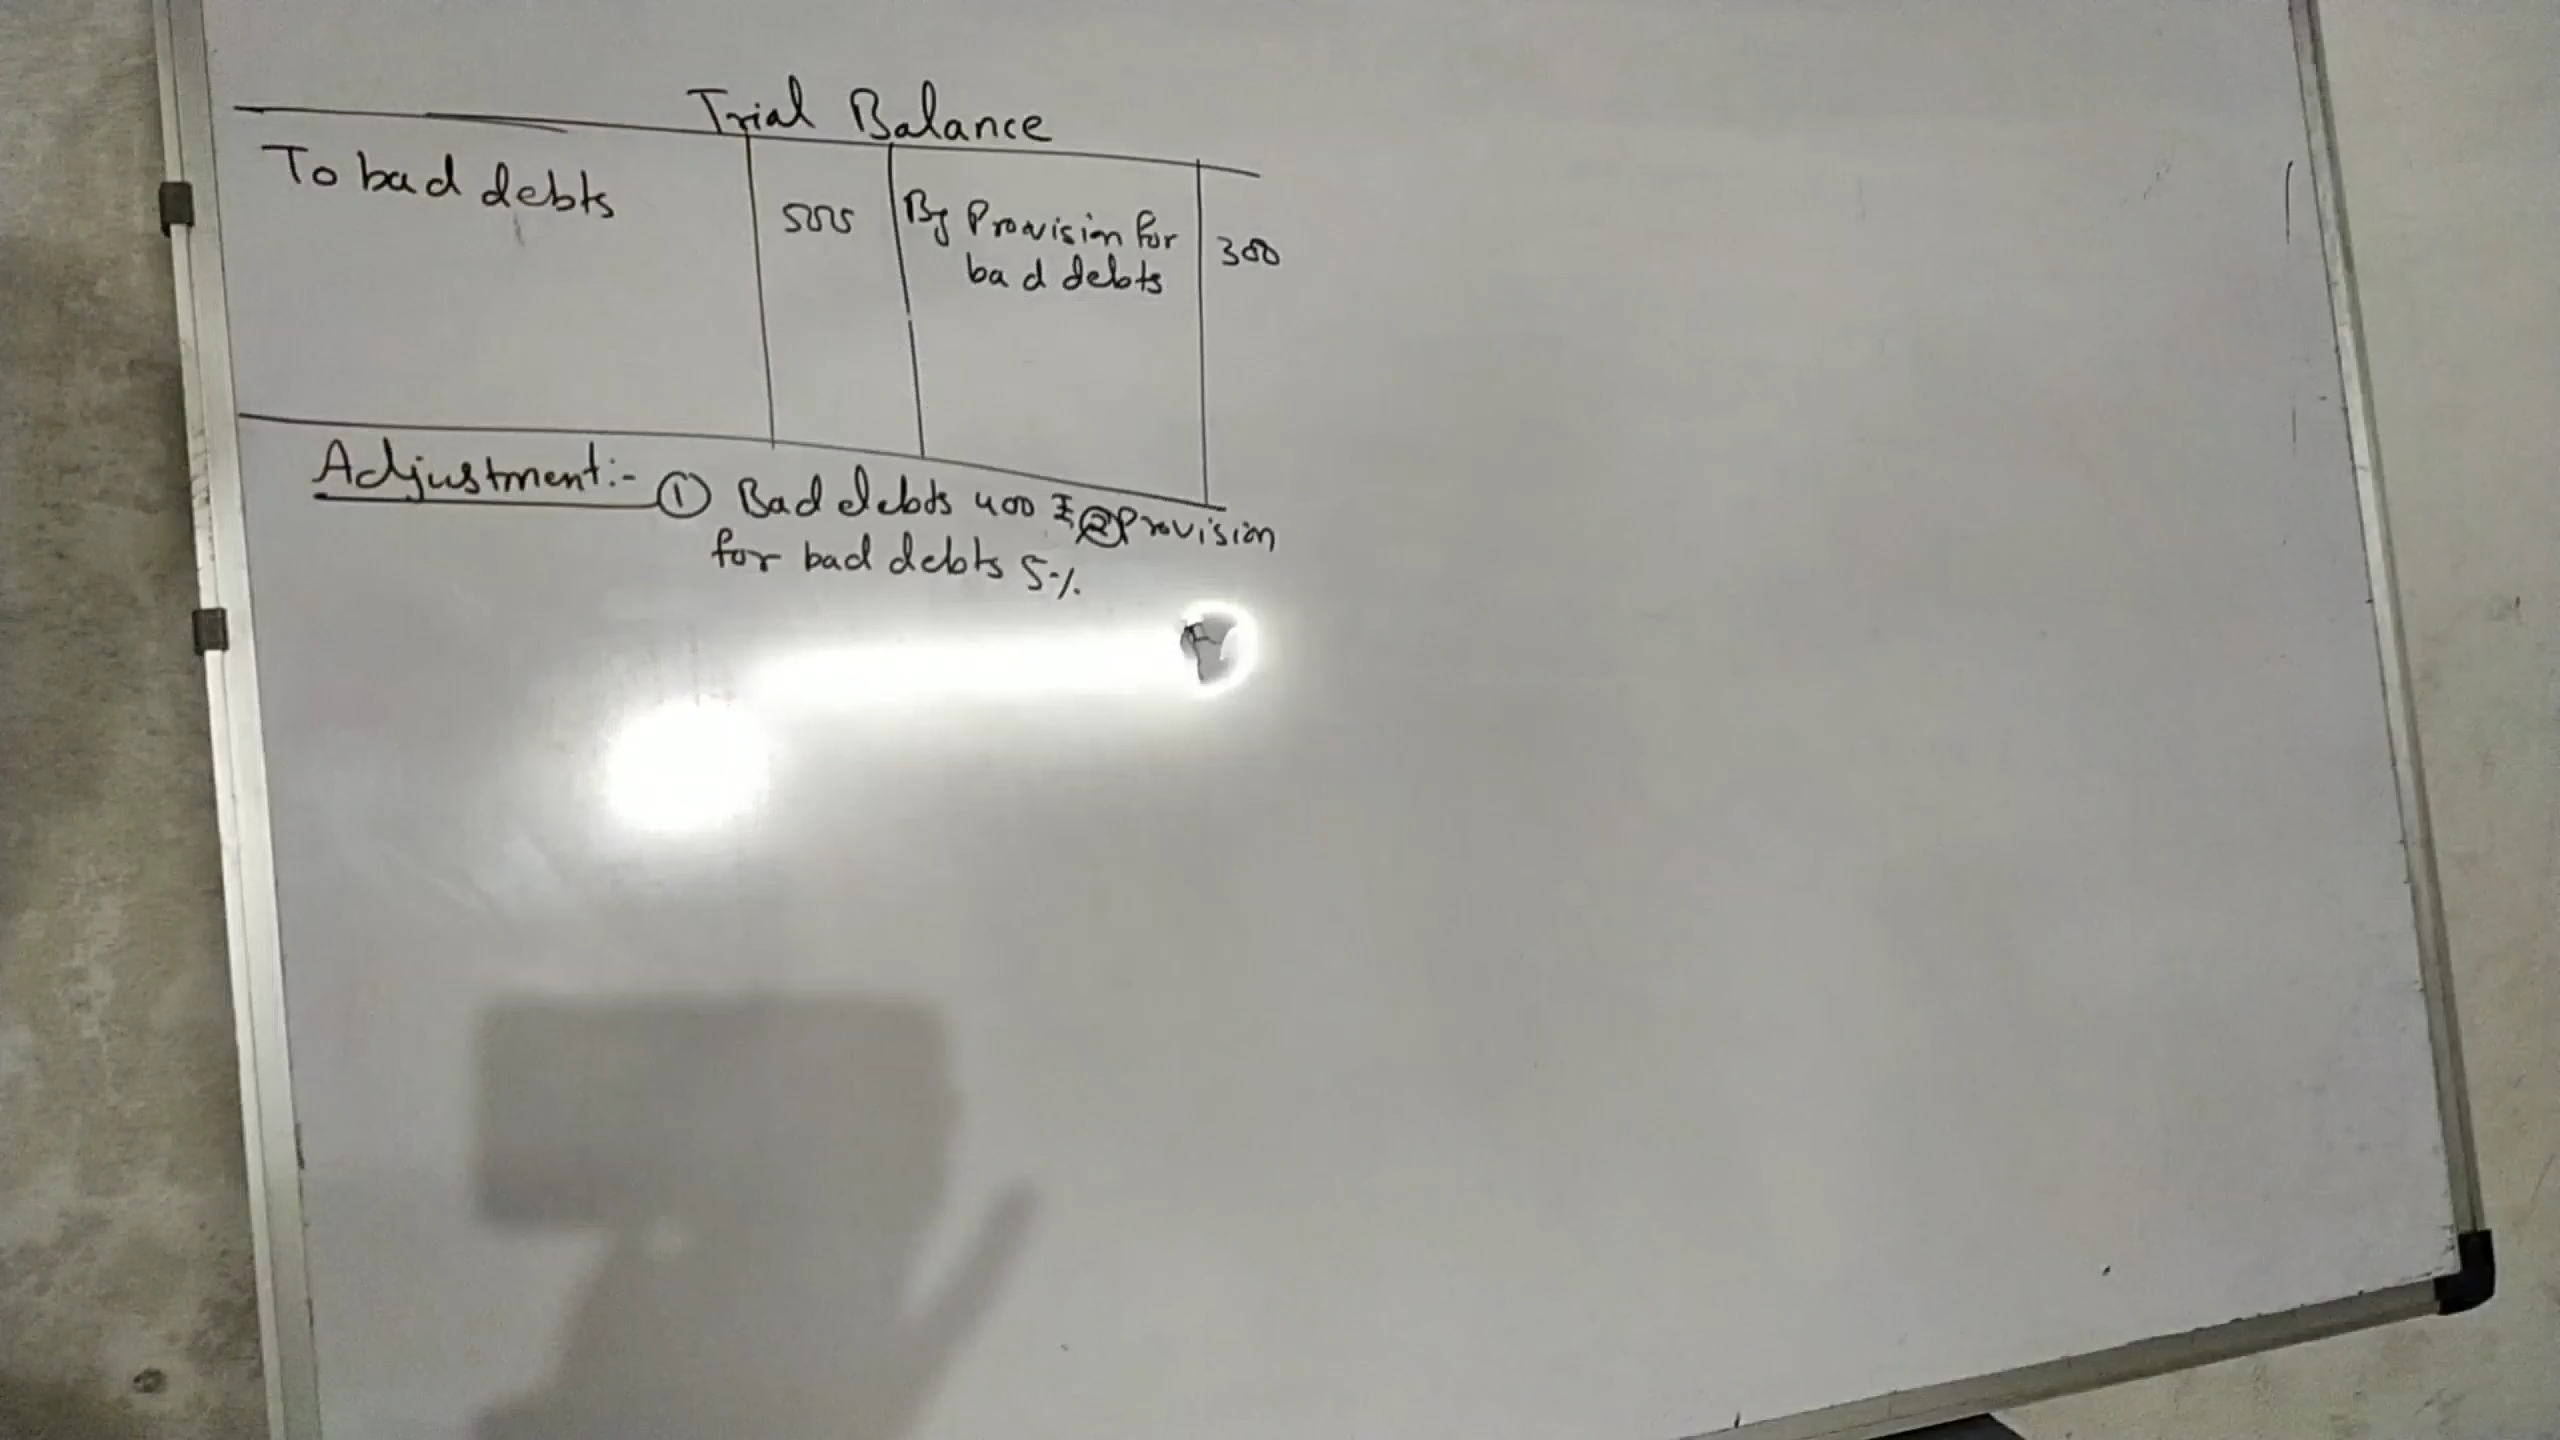 Trial Balance
To bad debts 500 By Provision for 300
bad debts
Adjustment:- ① Bad debts 400 ₹ ② Provision
for bad debts 5%